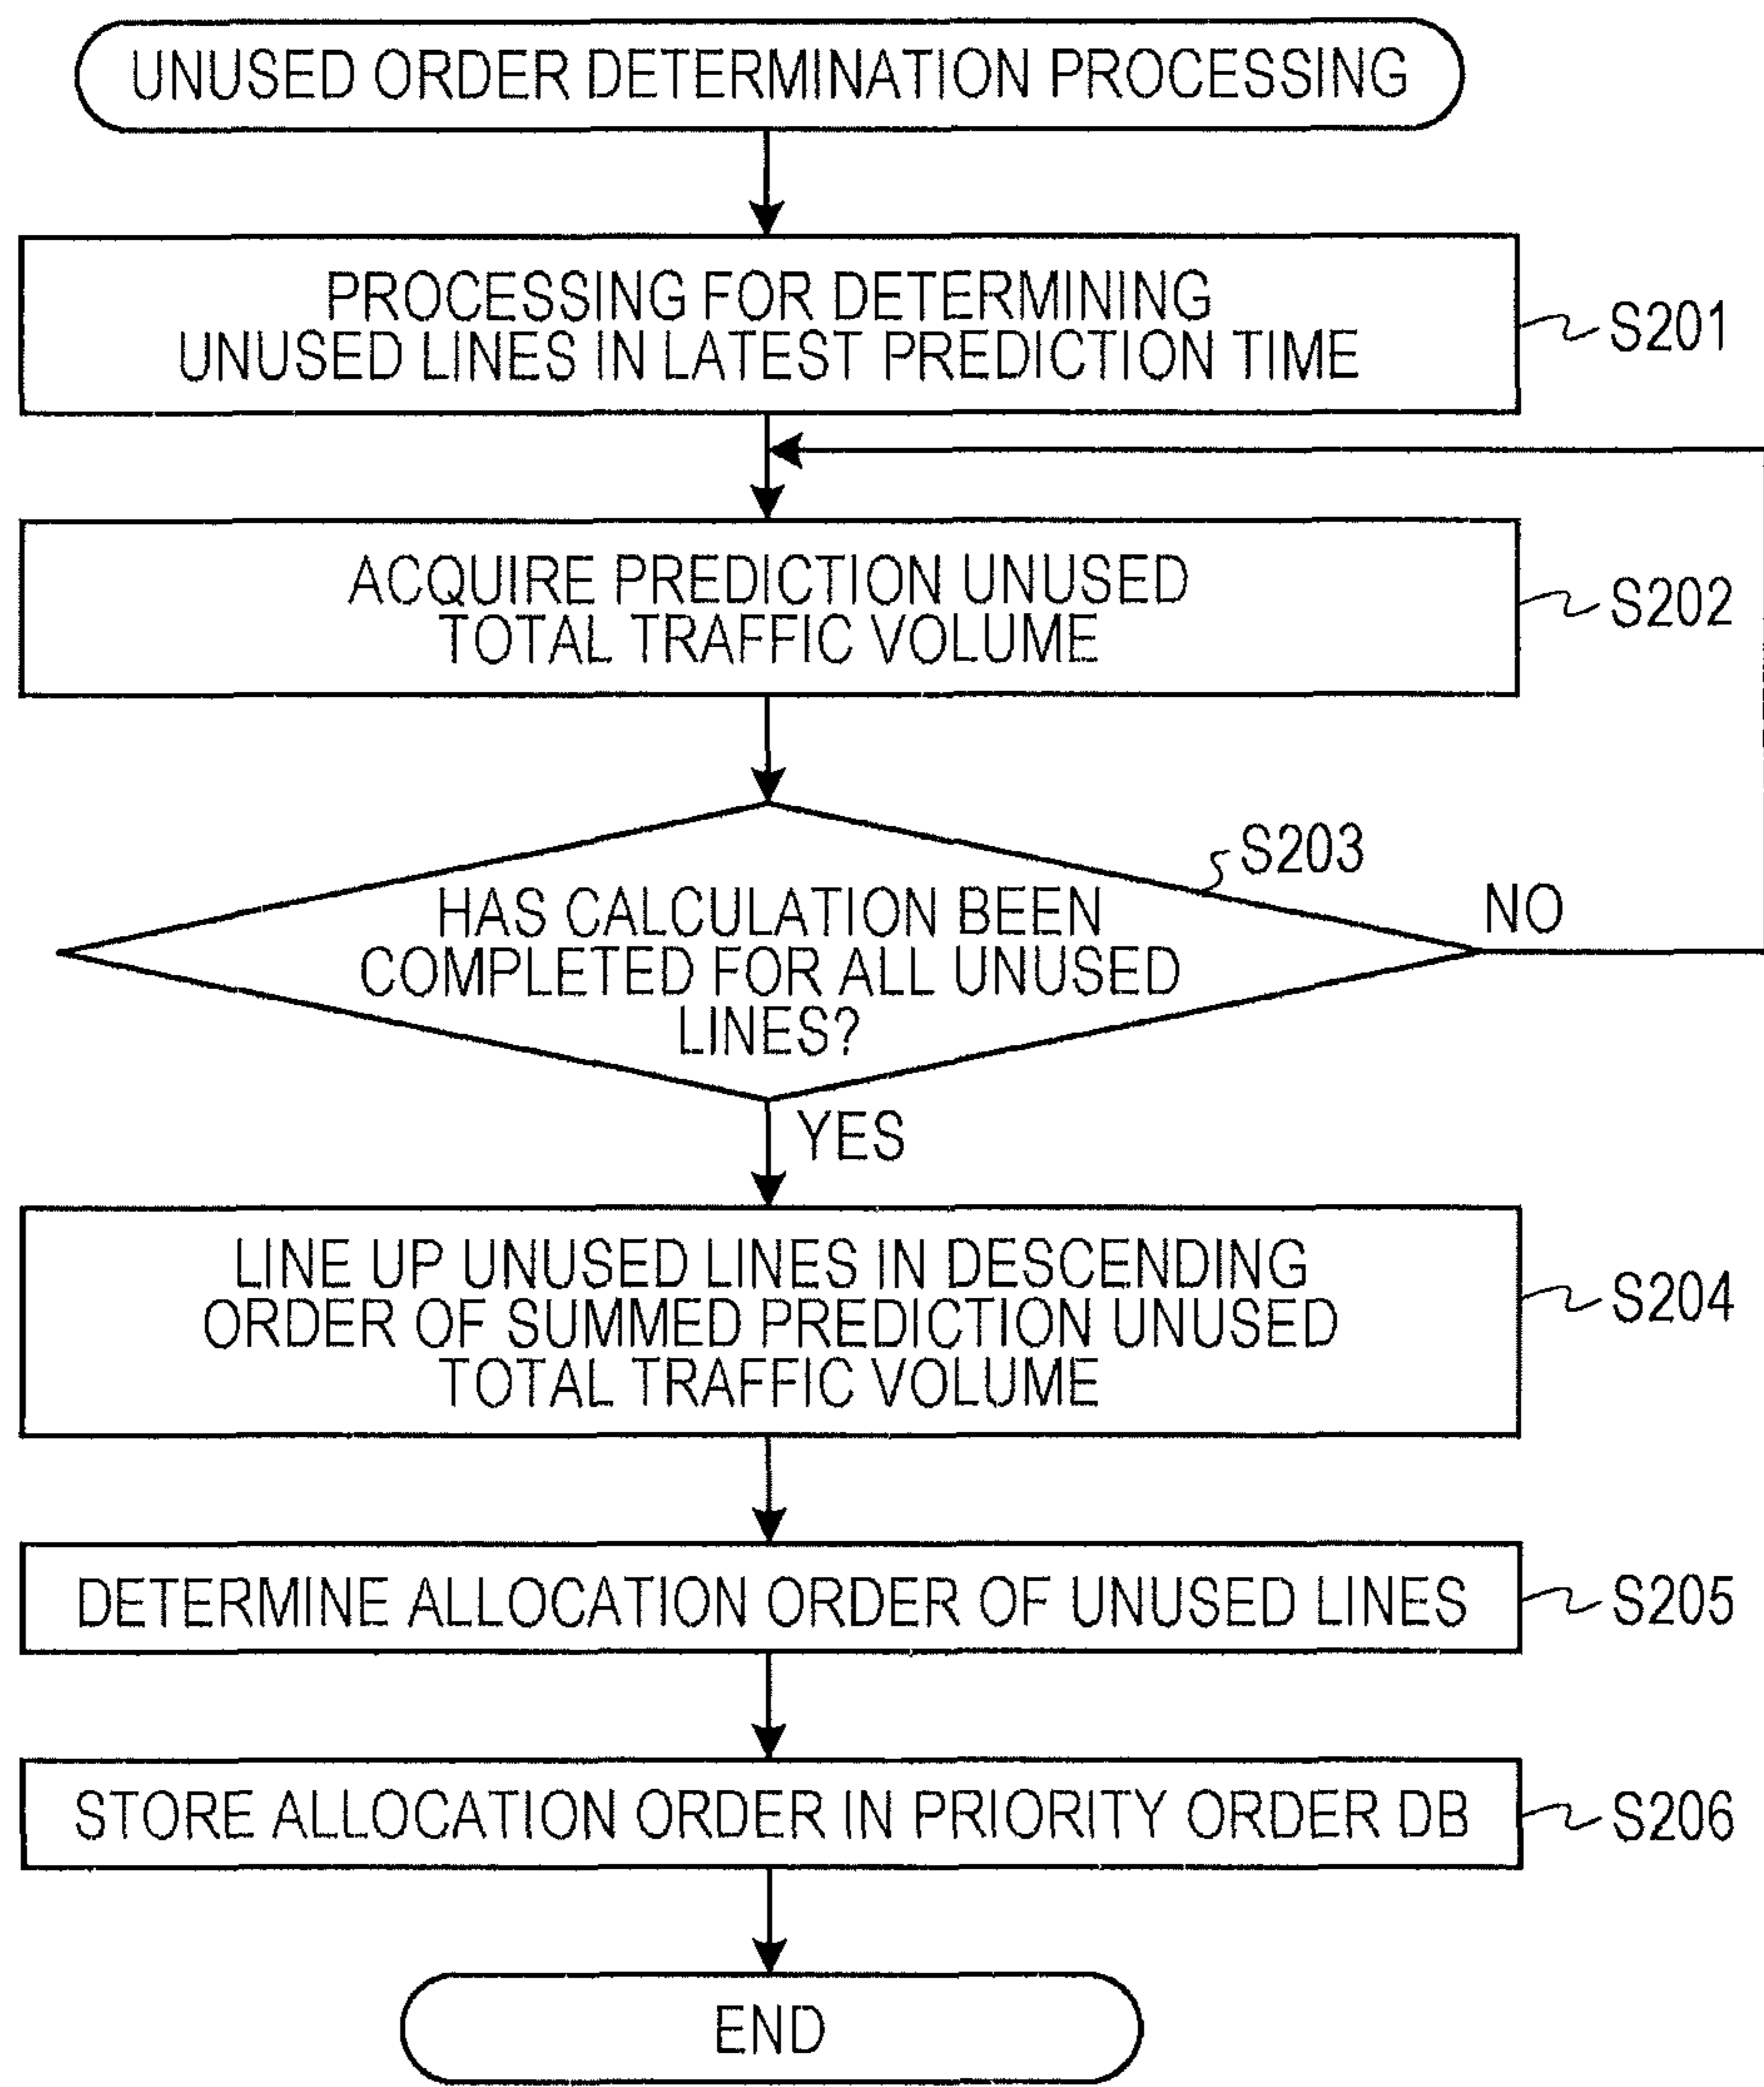 UNUSED ORDER DETERMINATION PROCESSING
PROCESSING FOR DETERMINING
UNUSED LINES IN LATEST PREDICTION TIME
S201
ACQUIRE PREDICTION UNUSED
TOTAL TRAFFIC VOLUME
S202
S203
HAS CALCULATION BEEN
COMPLETED FOR ALL UNUSED
LINES?
NO
YES
LINE UP UNUSED LINES IN DESCENDING
ORDER OF SUMMED PREDICTION UNUSED
TOTAL TRAFFIC VOLUME
S204
DETERMINE ALLOCATION ORDER OF UNUSED LINES
S205
STORE ALLOCATION ORDER IN PRIORITY ORDER DB
S206
END